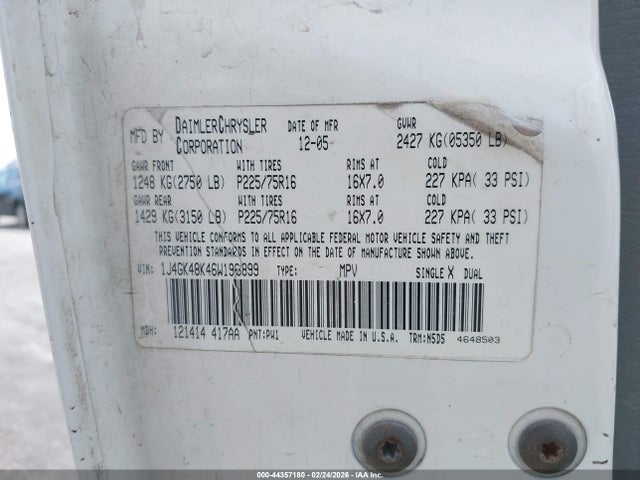 MFD BY DAIMLERCHRYSLER CORPORATION DATE OF MFR 12-05 GVWR 2427 KG(05350 LB)
GAWR FRONT WITH TIRES RIMS AT COLD
1248 KG(2750 LB) P225/75R16 16X7.0 227 KPA( 33 PSI)
GAWR REAR WITH TIRES RIMS AT COLD
1429 KG(3150 LB) P225/75R16 16X7.0 227 KPA( 33 PSI)
THIS VEHICLE CONFORMS TO ALL APPLICABLE FEDERAL MOTOR VEHICLE SAFETY AND THEFT
PREVENTION STANDARDS IN EFFECT ON THE DATE OF MANUFACTURE SHOWN ABOVE.
VIN: 1J4GK48K46W196899 TYPE: MPV SINGLE X DUAL
MDH: 121414 417AA PNT:PW1 VEHICLE MADE IN U.S.A. TRM:N5D5 4648503
000-44357180 - 02/24/2026 - IAAI.COM